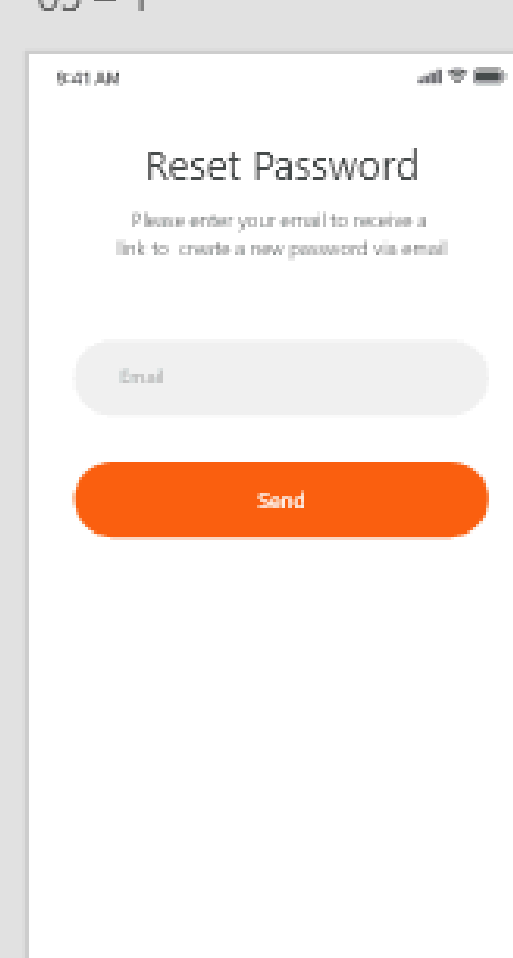 9:41 AM
Reset Password
Please enter your email to receive a
link to create a new password via email
Email
Send